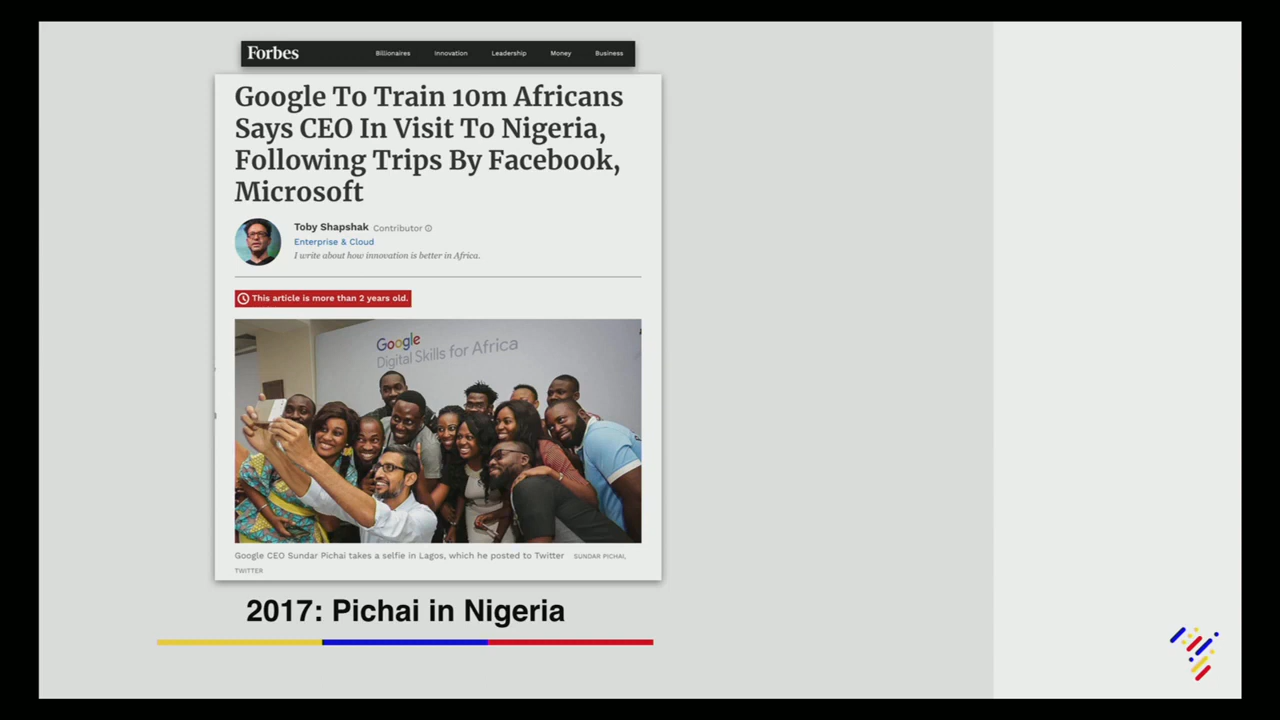 Forbes Billionaires Innovation Leadership Money Business
Google To Train 10m Africans
Says CEO In Visit To Nigeria,
Following Trips By Facebook,
Microsoft
Toby Shapshak Contributor
Enterprise & Cloud
I write about how innovation is better in Africa.
This article is more than 2 years old.
Google
Digital Skills for Africa
Google CEO Sundar Pichai takes a selfie in Lagos, which he posted to Twitter SUNDAR PICHAI,
TWITTER
2017: Pichai in Nigeria